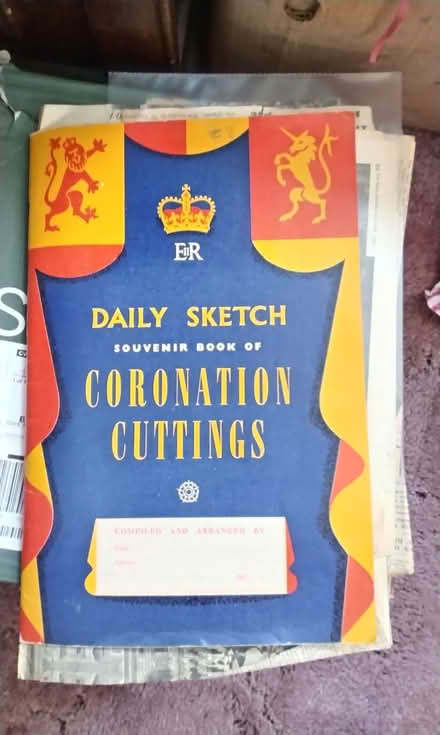 EIIR
DAILY SKETCH
SOUVENIR BOOK OF
CORONATION
CUTTINGS
COMPILED AND ARRANGED BY
S